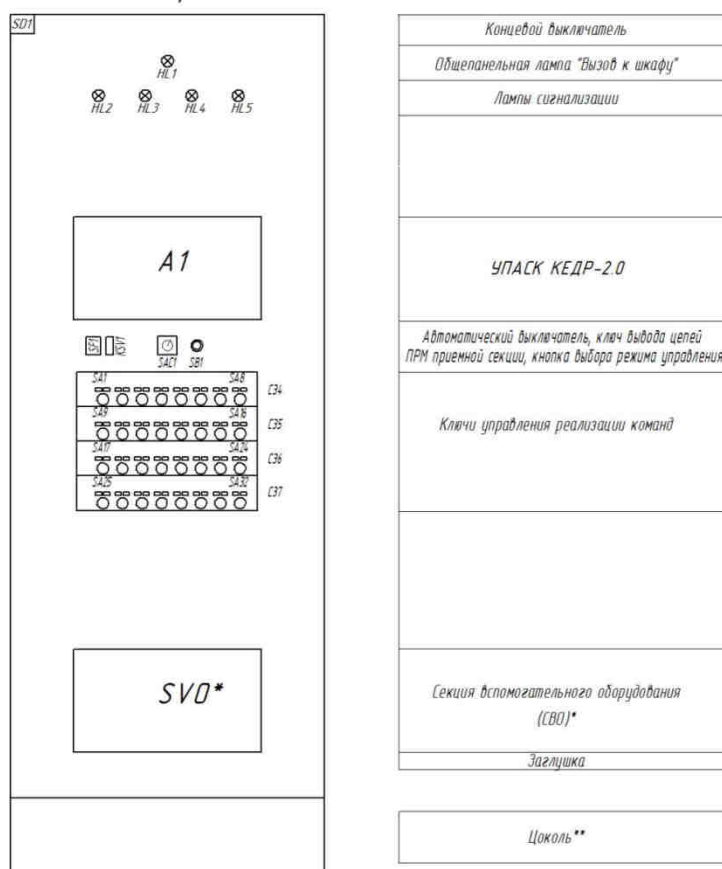 SD1
HL1
HL2 HL3 HL4 HL5
A1
SF1 KSV1 SAC1 SB1
SA1 SA8 C34
SA9 SA16 C35
SA17 SA24 C36
SA25 SA32 C37
SVO*
Концевой выключатель
Общепанельная лампа "Вызов к шкафу"
Лампы сигнализации
УПАСК КЕДР-2.0
Автоматический выключатель, ключ вывода цепей
ПРМ приемной секции, кнопка выбора режима управления
Ключи управления реализации команд
Секция вспомогательного оборудования
(СВО)*
Заглушка
Цоколь**